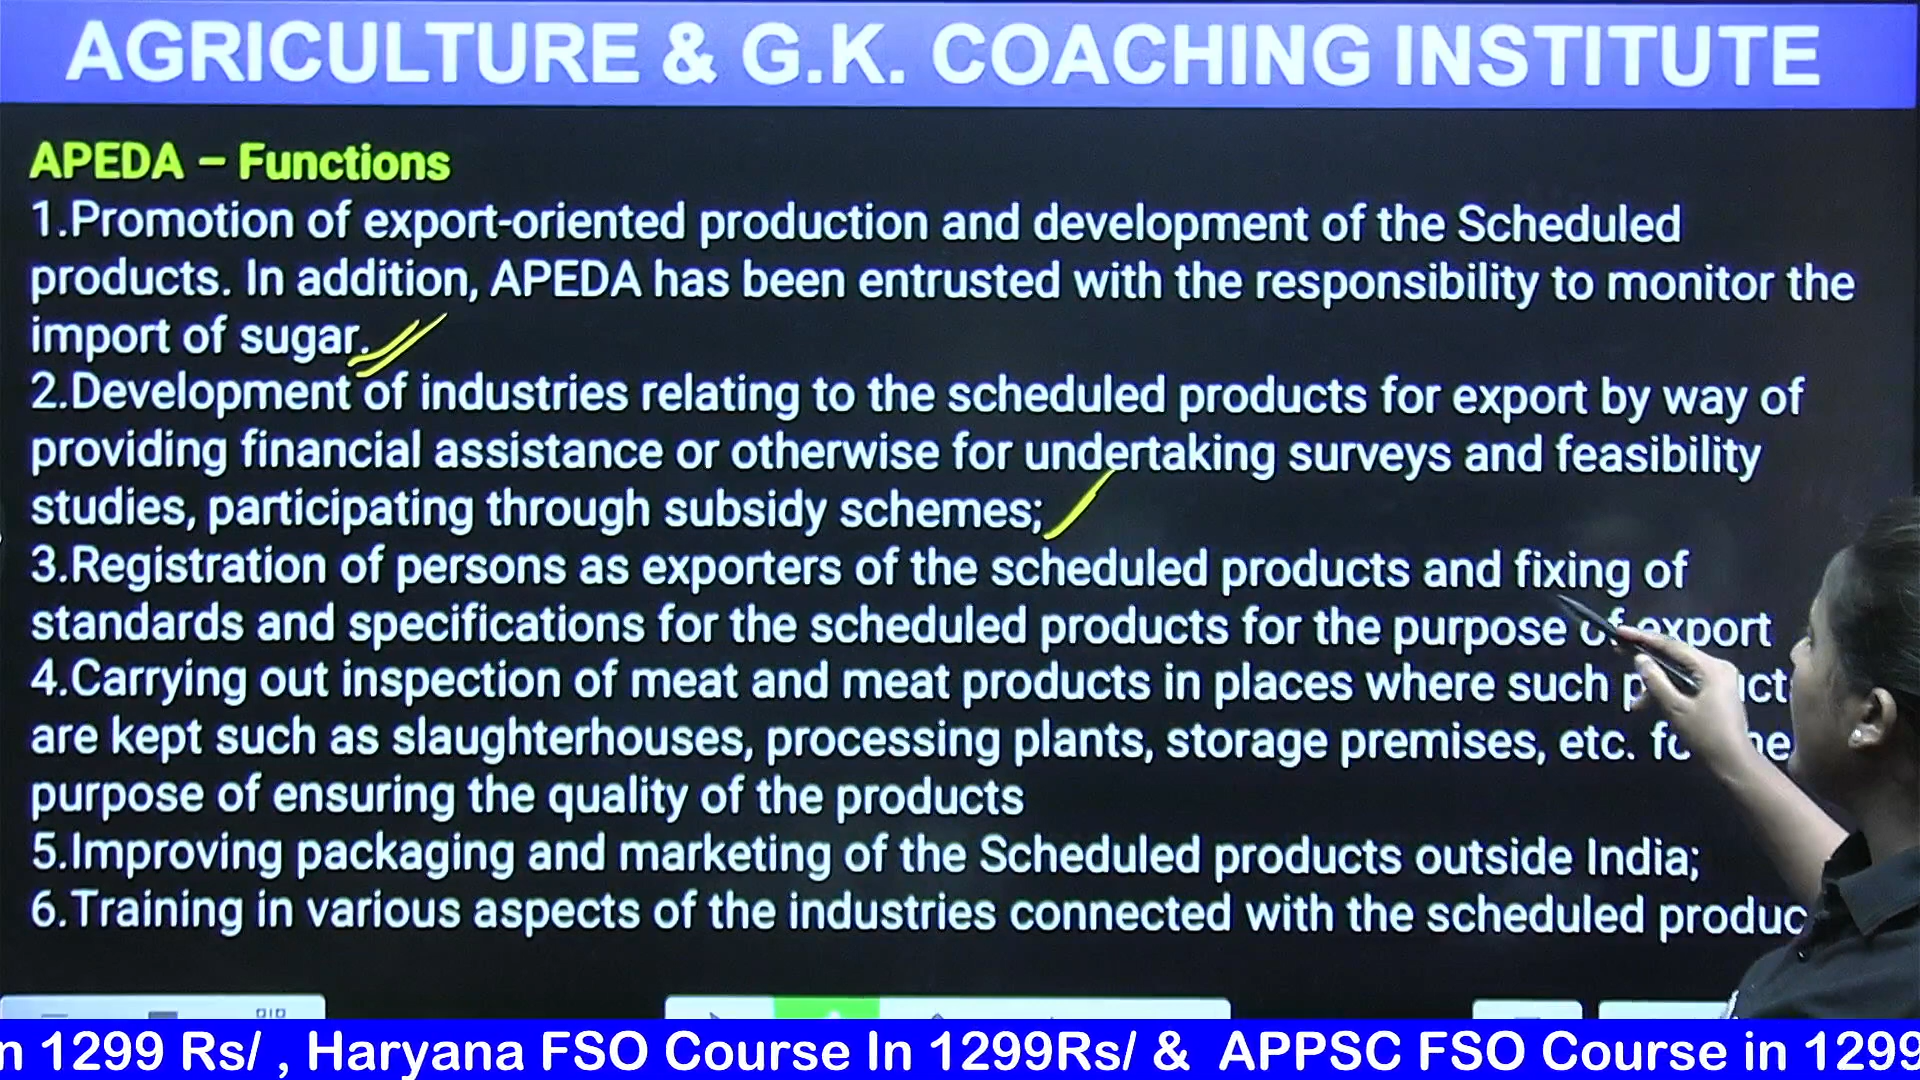 AGRICULTURE & G.K. COACHING INSTITUTE
APEDA – Functions
1.Promotion of export-oriented production and development of the Scheduled
products. In addition, APEDA has been entrusted with the responsibility to monitor the
import of sugar.
2.Development of industries relating to the scheduled products for export by way of
providing financial assistance or otherwise for undertaking surveys and feasibility
studies, participating through subsidy schemes;
3.Registration of persons as exporters of the scheduled products and fixing of
standards and specifications for the scheduled products for the purpose of export
4.Carrying out inspection of meat and meat products in places where such
are kept such as slaughterhouses, processing plants, storage premises, etc.
purpose of ensuring the quality of the products
5.Improving packaging and marketing of the Scheduled products outside India;
6.Training in various aspects of the industries connected with the scheduled produc
n 1299 Rs/ , Haryana FSO Course In 1299Rs/ & APPSC FSO Course in 1299